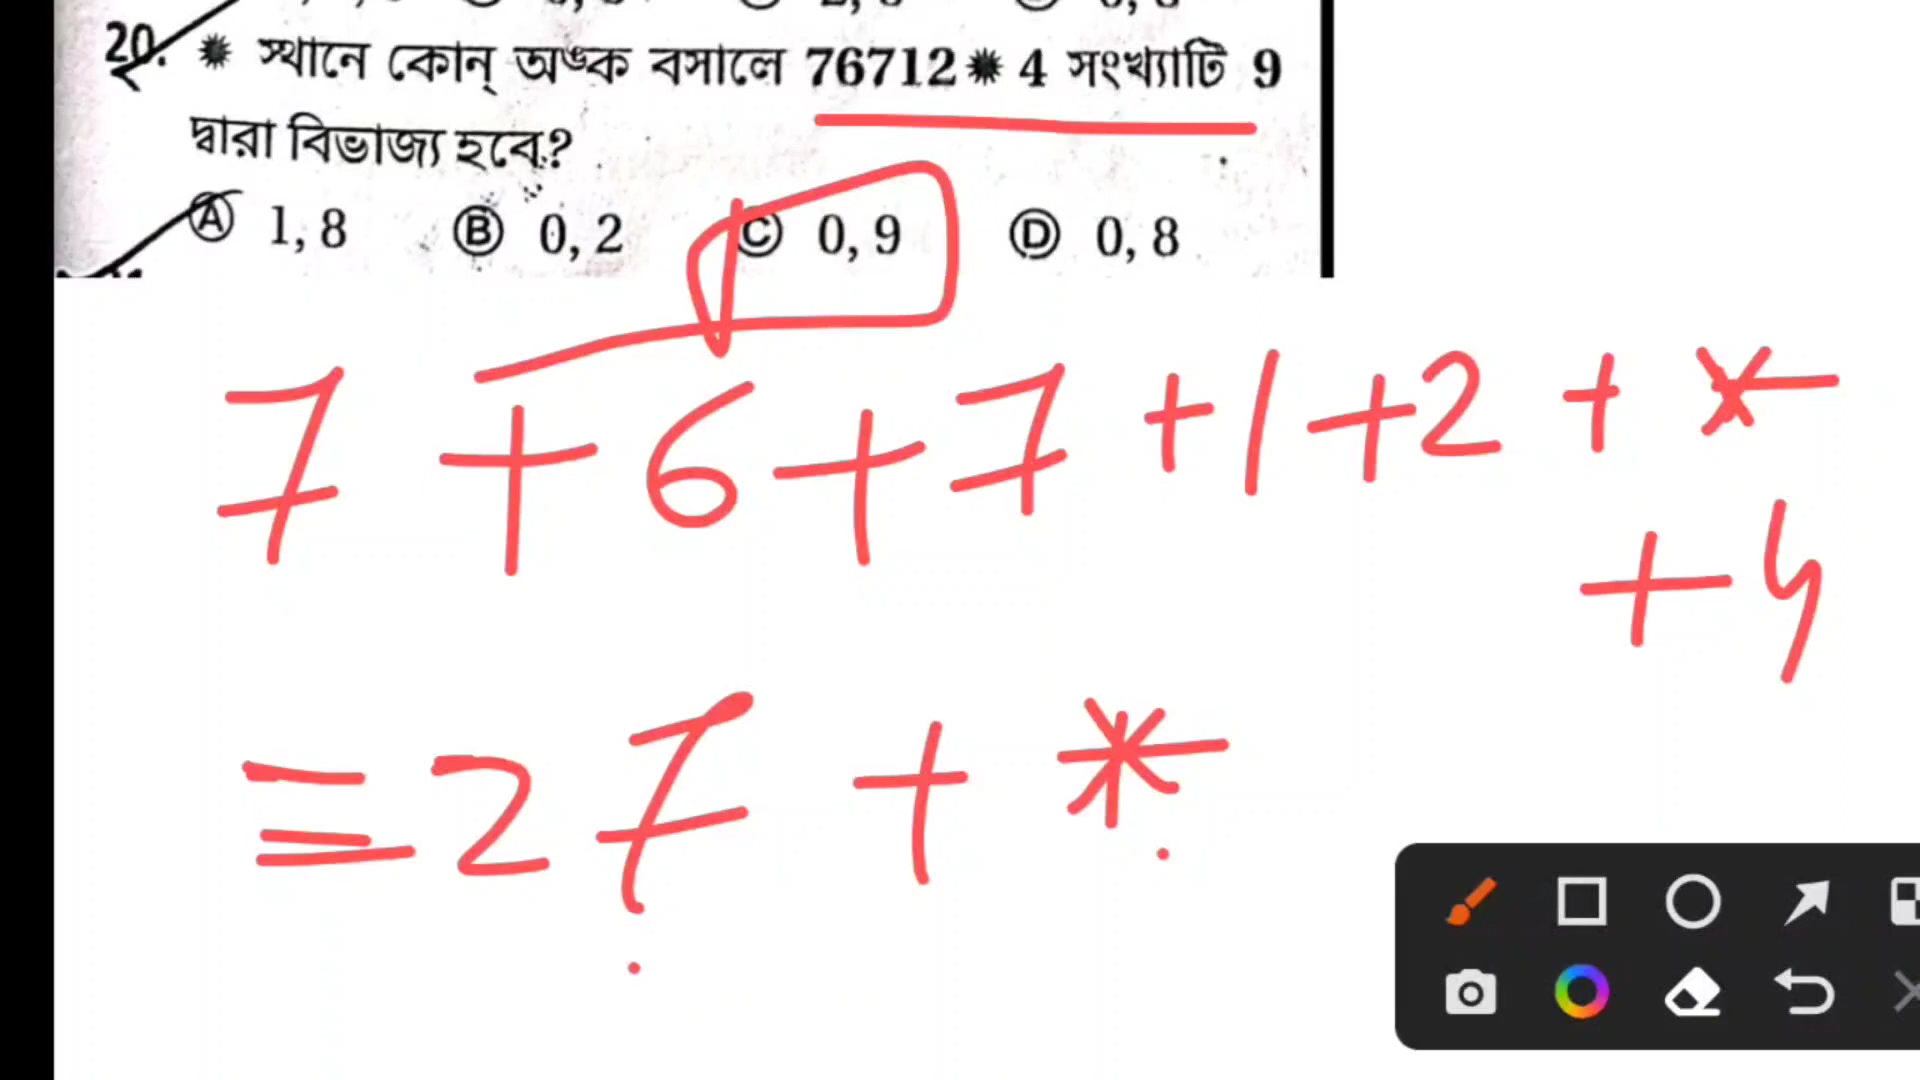 20. * স্থানে কোন্ অঙ্ক বসালে 76712 * 4 সংখ্যাটি 9
দ্বারা বিভাজ্য হবে?
Ⓐ 1, 8 Ⓑ 0, 2 Ⓒ 0, 9 Ⓓ 0, 8
7 + 6 + 7 + 1 + 2 + *
+ 4
= 27 + *